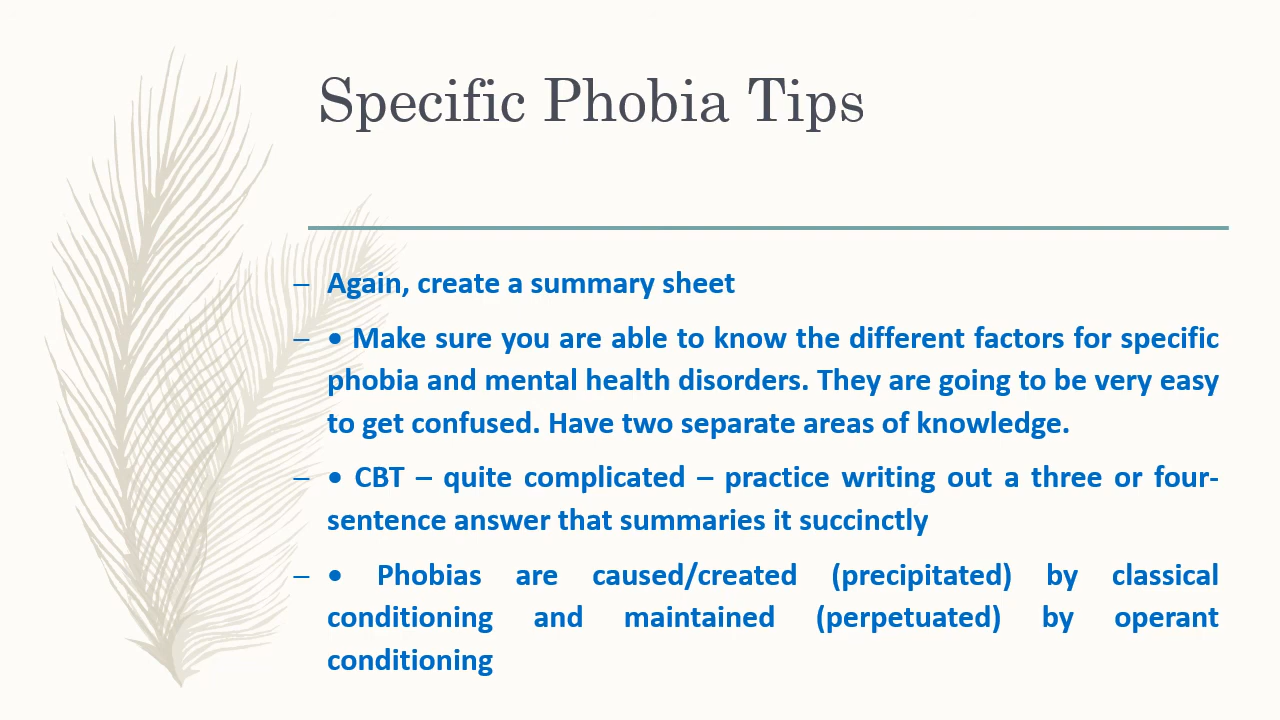 Specific Phobia Tips
– Again, create a summary sheet
– • Make sure you are able to know the different factors for specific
phobia and mental health disorders. They are going to be very easy
to get confused. Have two separate areas of knowledge.
– • CBT – quite complicated – practice writing out a three or four-
sentence answer that summaries it succinctly
– • Phobias are caused/created (precipitated) by classical
conditioning and maintained (perpetuated) by operant
conditioning